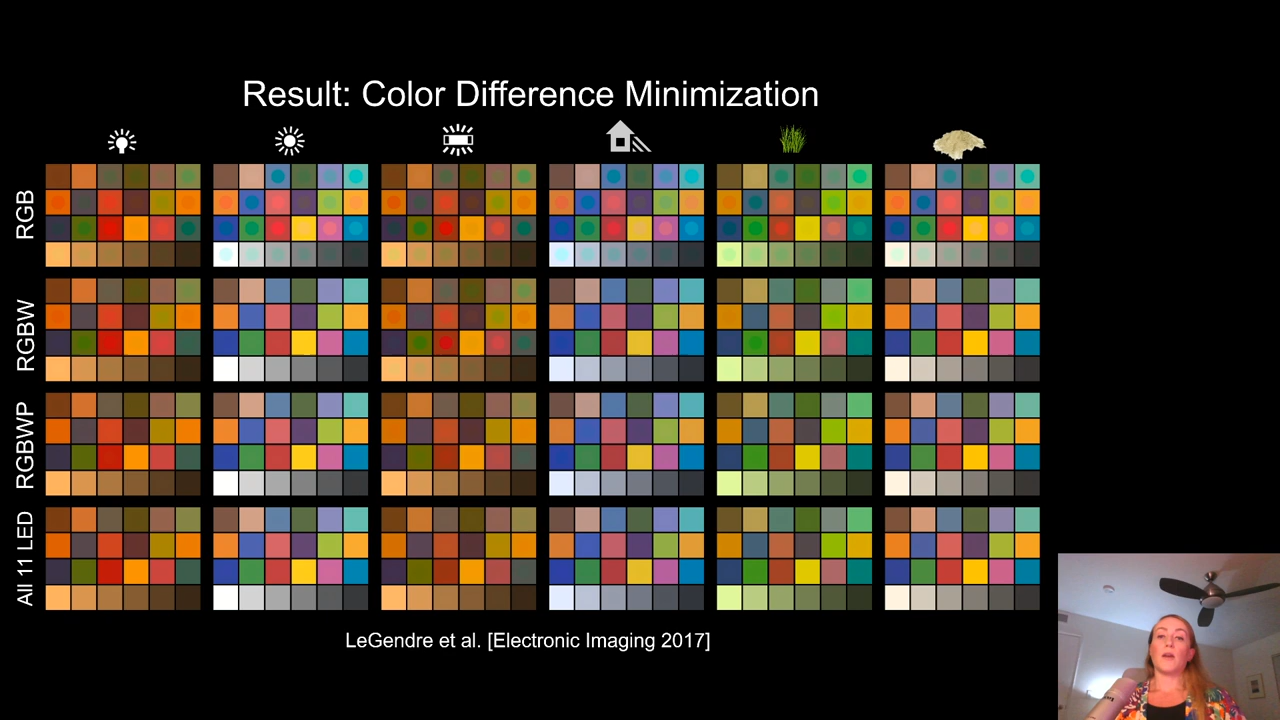 Result: Color Difference Minimization
RGB
RGBW
RGBWP
All 11 LED
LeGendre et al. [Electronic Imaging 2017]